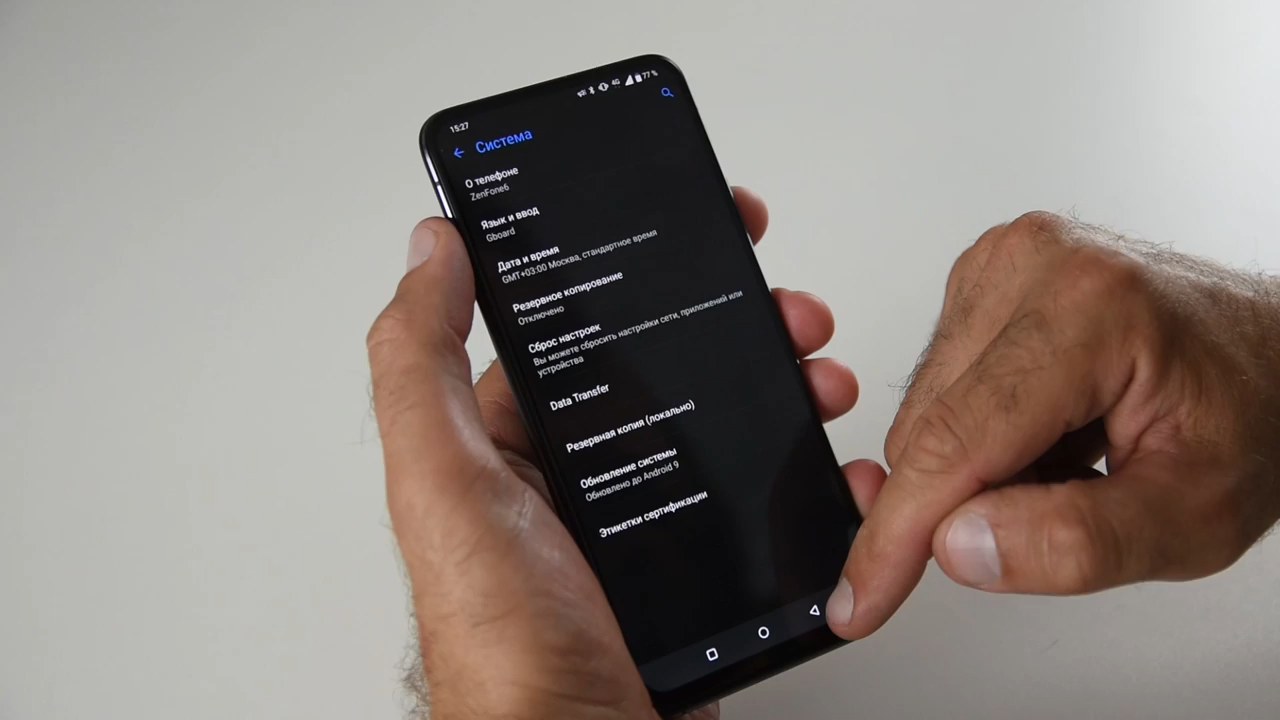 15:27
4G
77 %
Система
О телефоне
ZenFone6
Язык и ввод
Gboard
Дата и время
GMT+03:00 Москва, стандартное время
Резервное копирование
Отключено
Сброс настроек
Вы можете сбросить настройки сети, приложений или
устройства
Data Transfer
Резервная копия (локально)
Обновление системы
Обновлено до Android 9
Этикетки сертификации